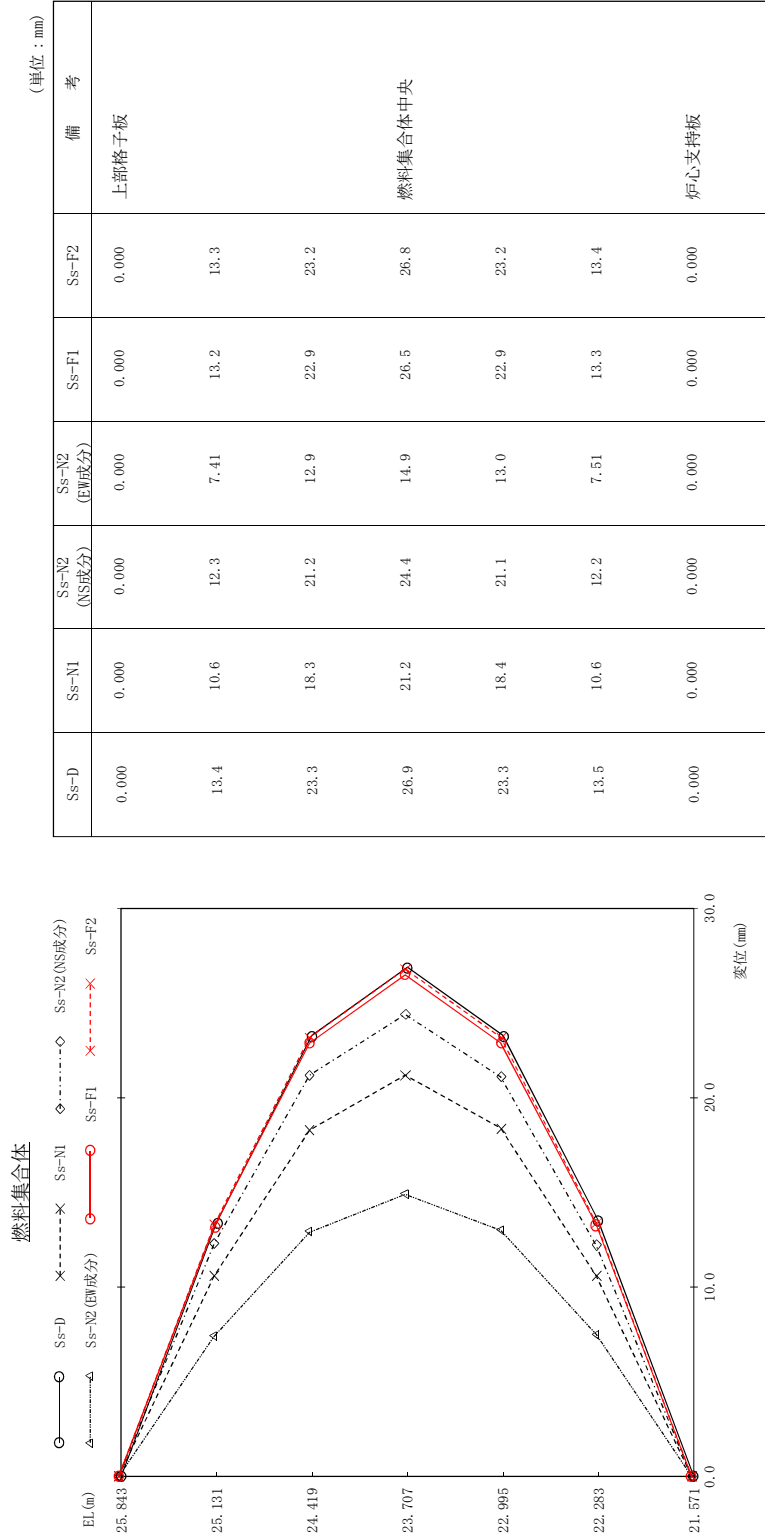 燃料集合体
Ss-D Ss-N1 Ss-N2(NS成分)
Ss-N2(EW成分) Ss-F1 Ss-F2
EL(m)
25.843
25.131
24.419
23.707
22.995
22.283
21.571
0.0 10.0 20.0 30.0
変位(mm)
(単位：mm)
Ss-D Ss-N1 Ss-N2 (NS成分) Ss-N2 (EW成分) Ss-F1 Ss-F2 備 考
0.000 0.000 0.000 0.000 0.000 0.000 上部格子板
13.4 10.6 12.3 7.41 13.2 13.3
23.3 18.3 21.2 12.9 22.9 23.2
26.9 21.2 24.4 14.9 26.5 26.8 燃料集合体中央
23.3 18.4 21.1 13.0 22.9 23.2
13.5 10.6 12.2 7.51 13.3 13.4
0.000 0.000 0.000 0.000 0.000 0.000 炉心支持板